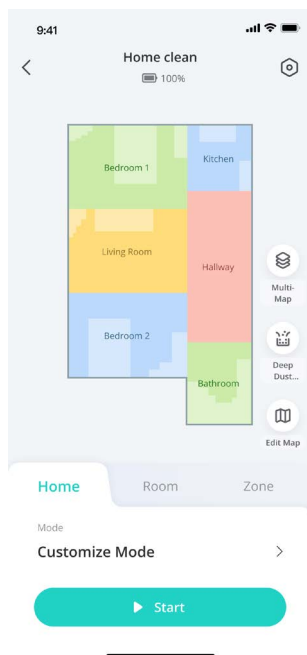 9:41
Home clean
100%
Bedroom 1
Kitchen
Living Room
Hallway
Multi-
Map
Bedroom 2
Deep
Dust...
Bathroom
Edit Map
Home
Room
Zone
Mode
Customize Mode
Start